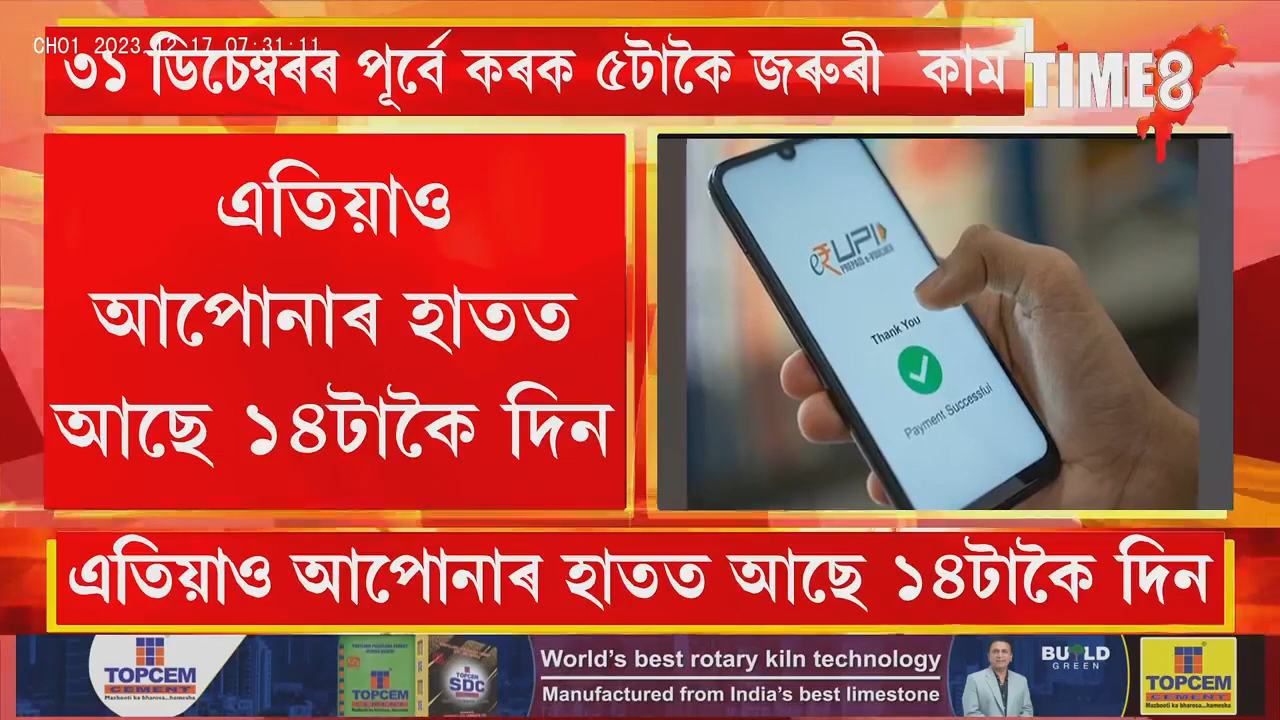 CH01 2023 12 17 07:31:11
৩১ ডিচেম্বৰৰ পূৰ্বে কৰক ৫টাকৈ জৰুৰী কাম
TIME8
এতিয়াও
আপোনাৰ হাতত
আছে ১৪টাকৈ দিন
e₹UPI
PREPAID e-VOUCHER
Thank You
Payment Successful
এতিয়াও আপোনাৰ হাতত আছে ১৪টাকৈ দিন
TOPCEM
CEMENT
Mazbooti ka bharosa...hamesha
TOPCEM
TOPCEM
SDC
World's best rotary kiln technology
Manufactured from India's best limestone
BUILD
GREEN
TOPCEM
CEMENT
Mazbooti ka bharosa...hamesha